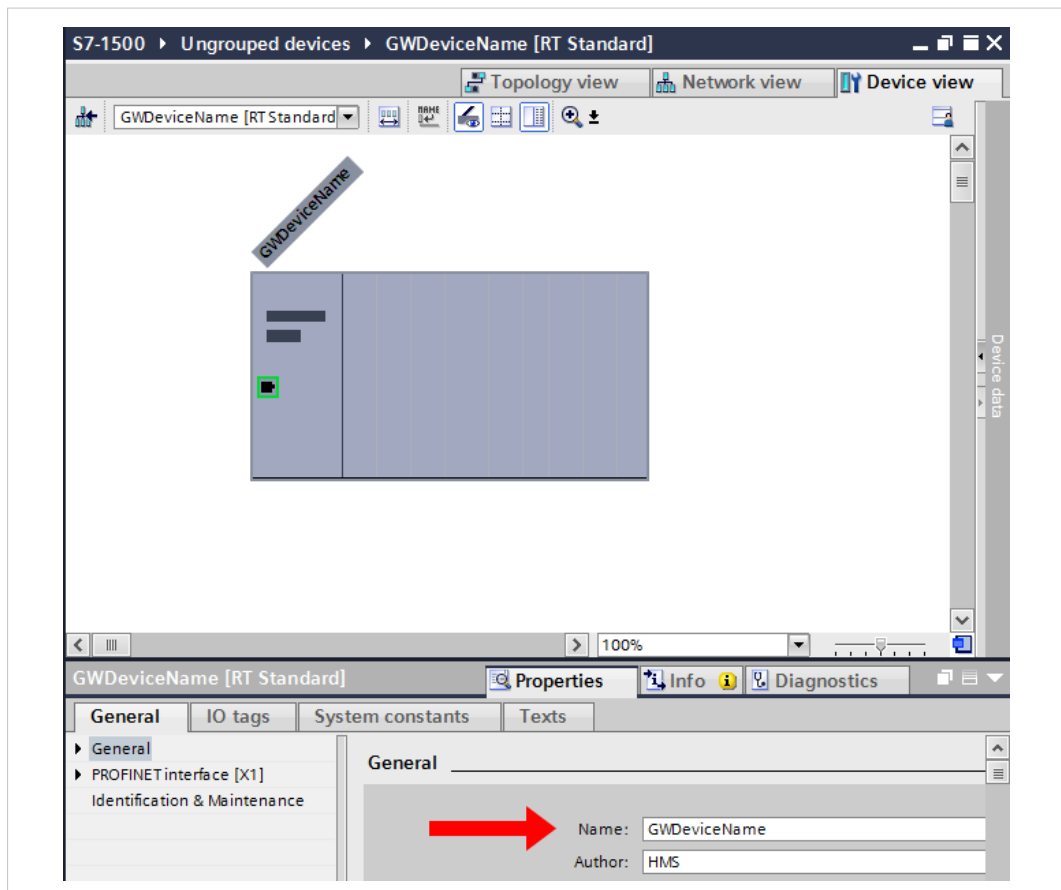 S7-1500 ▸ Ungrouped devices ▸ GWDeviceName [RT Standard]
Topology view Network view Device view
GWDeviceName [RT Standard NAME
GWDeviceName
Device data
100%
GWDeviceName [RT Standard] Properties Info Diagnostics
General IO tags System constants Texts
General
PROFINET interface [X1]
Identification & Maintenance
General
Name: GWDeviceName
Author: HMS